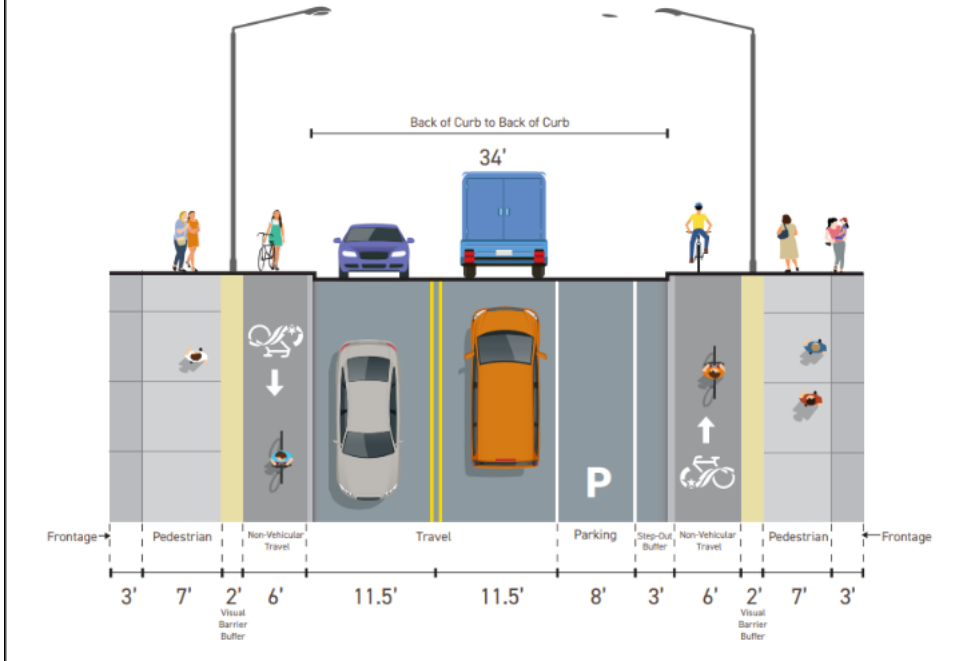 Back of Curb to Back of Curb
34'
P
Frontage
Pedestrian
Non-Vehicular
Travel
Travel
Parking
Step-Out
Buffer
Non-Vehicular
Travel
Pedestrian
Frontage
3'
7'
2'
Visual
Barrier
Buffer
6'
11.5'
11.5'
8'
3'
6'
2'
Visual
Barrier
Buffer
7'
3'